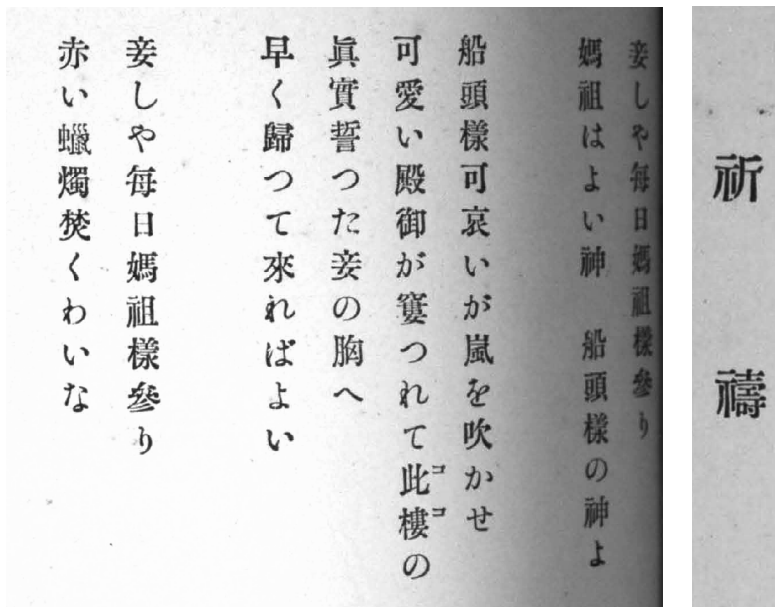 祈禱
妾しや每日媽祖樣參り
媽祖はよい神　船頭樣の神よ
船頭樣可哀いが嵐を吹かせ
可愛い殿御が窶つれて此樓の
ココ
眞實誓つた妾の胸へ
早く歸つて來ればよい
妾しや每日媽祖樣參り
赤い蠟燭焚くわいな